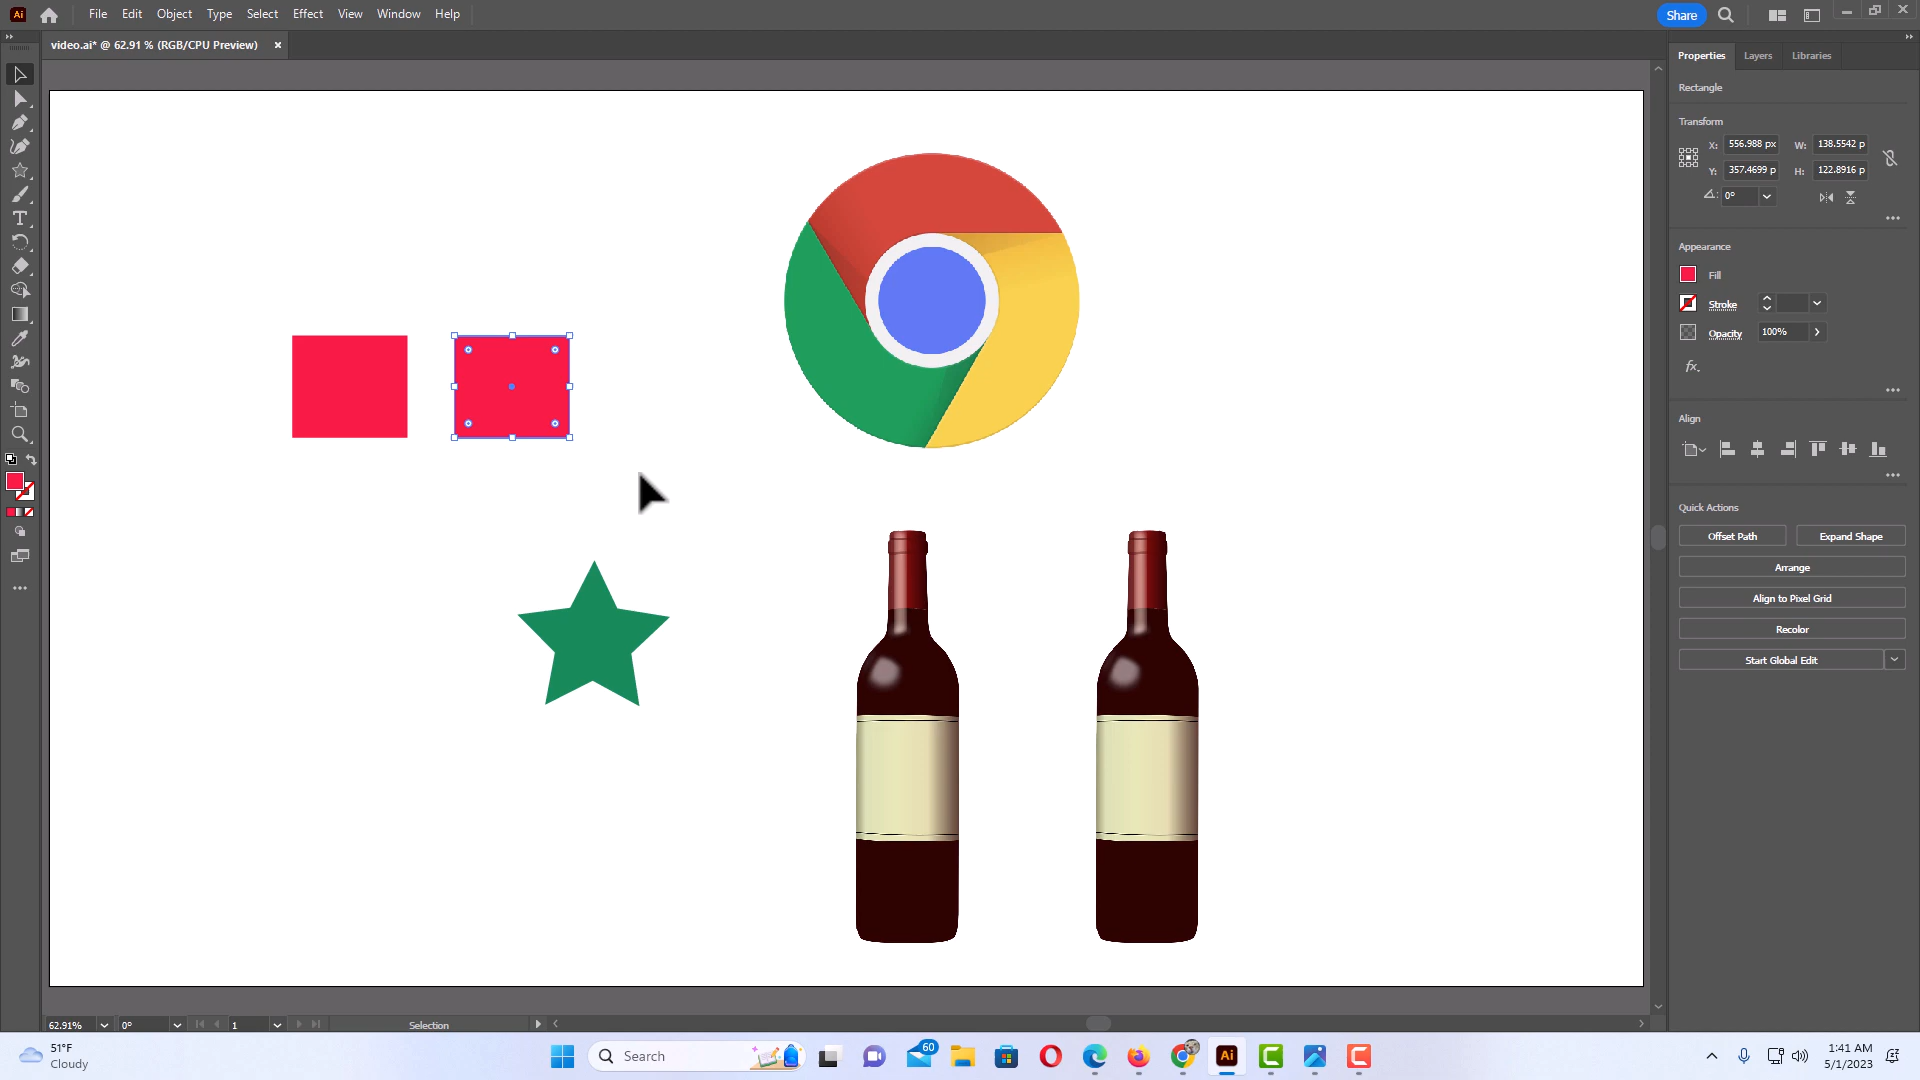 Ai File Edit Object Type Select Effect View Window Help Share
video.ai* @ 62.91 % (RGB/CPU Preview) ×
Properties Layers Libraries
Rectangle
Transform
X: 556.988 px W: 138.5542 p
Y: 357.4699 p H: 122.8916 p
0°
Appearance
Fill
Stroke
Opacity 100%
fx.
Align
Quick Actions
Offset Path Expand Shape
Arrange
Align to Pixel Grid
Recolor
Start Global Edit
62.91% 0° 1 Selection
51°F
Cloudy
Search
60
Ai
1:41 AM
5/1/2023